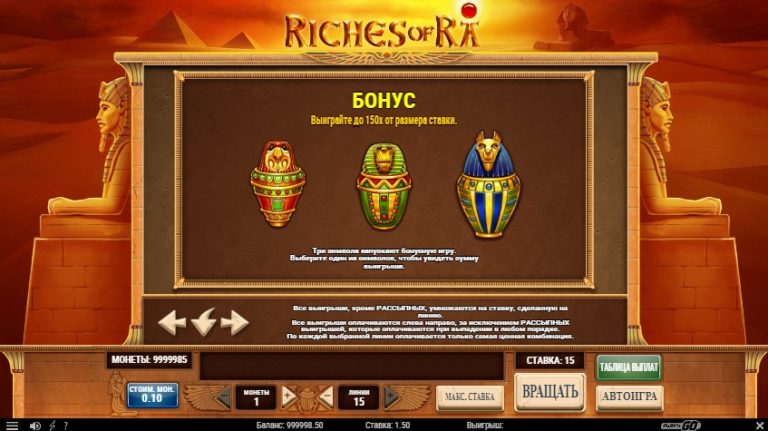 RICHES OF RA
БОНУС
Выиграйте до 150x от размера ставки.
Три символа запускают бонусную игру.
Выберите один из символов, чтобы увидеть сумму
выигрыша.
Все выигрыши, кроме РАССЫПНЫХ, умножаются на ставку, сделанную на
линию.
Все выигрыши оплачиваются слева направо, за исключением РАССЫПНЫХ
выигрышей, которые оплачиваются при выпадении в любом порядке.
По каждой выбранной линии оплачивается только самая ценная комбинация.
МОНЕТЫ: 9999985
СТАВКА: 15
ТАБЛИЦА ВЫПЛАТ
СТОИМ. МОН.
0.10
МОНЕТЫ
1
ЛИНИИ
15
МАКС. СТАВКА
ВРАЩАТЬ
АВТОИГРА
?
Баланс: 999998.50
Ставка: 1.50
Выигрыш:
PLAY'N GO